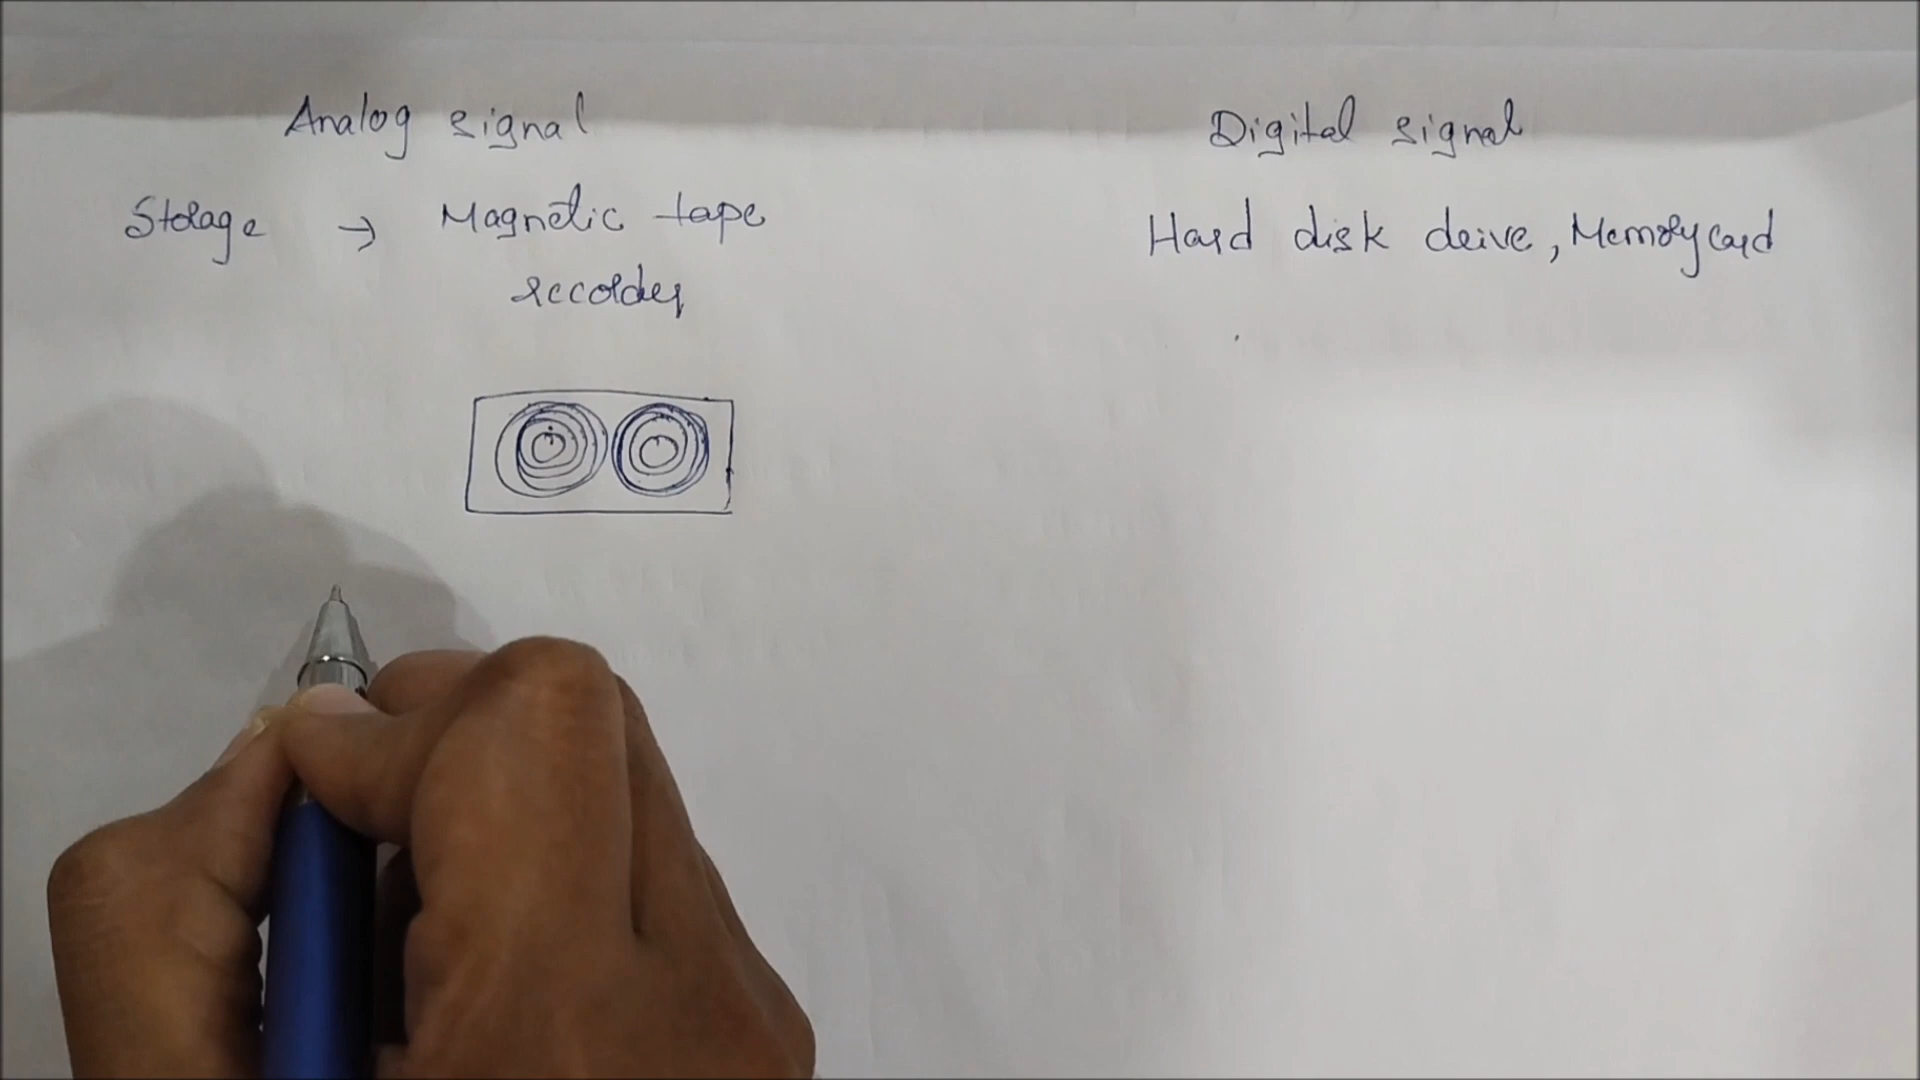 Analog signal
Digital signal
Storage → Magnetic tape
recorder
Hard disk drive, Memory card